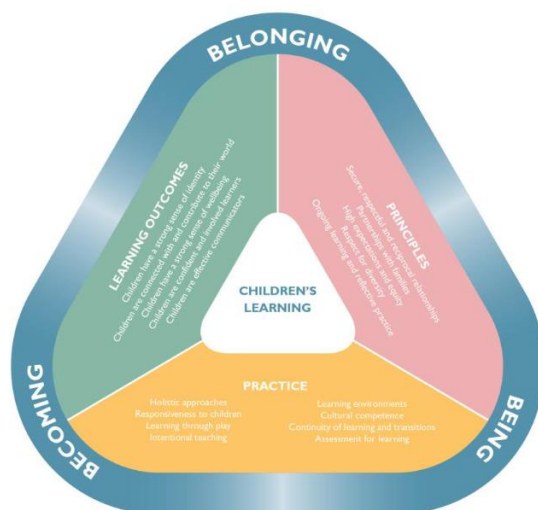 BELONGING
LEARNING OUTCOMES
Children have a strong sense of identity
Children are connected with and contribute to their world
Children have a strong sense of wellbeing
Children are confident and involved learners
Children are effective communicators
PRINCIPLES
Secure, respectful and reciprocal relationships
Partnerships with families
High expectations and equity
Respect for diversity
Ongoing learning and reflective practice
CHILDREN'S
LEARNING
PRACTICE
Holistic approaches
Responsiveness to children
Learning through play
Intentional teaching
Learning environments
Cultural competence
Continuity of learning and transitions
Assessment for learning
BECOMING
BEING